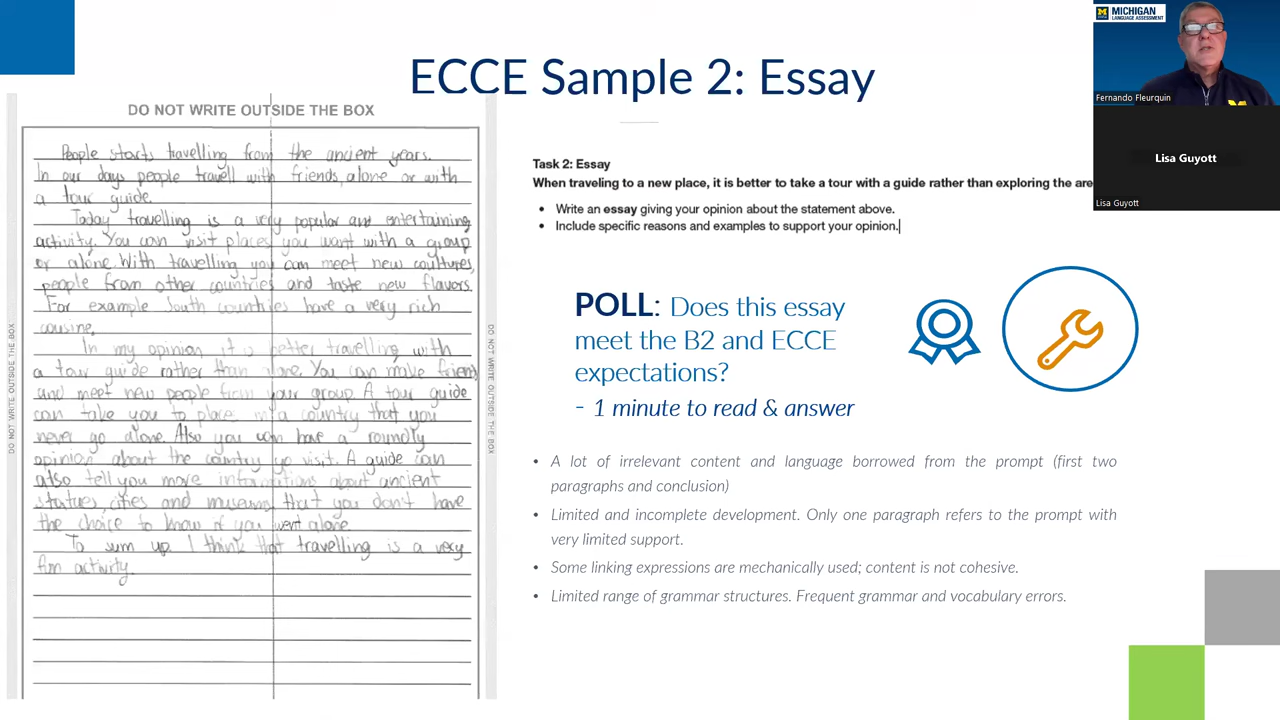 MICHIGAN
LANGUAGE ASSESSMENT
Fernando Fleurquin
Lisa Guyott
Lisa Guyott
ECCE Sample 2: Essay
DO NOT WRITE OUTSIDE THE BOX
DO NOT WRITE OUTSIDE THE BOX
DO NOT WRITE OUTSIDE THE BOX
People starts travelling from the ancient years.
In our days people travell with friends, alone or with
a tour guide.
Today travelling is a very popular and entertaining
activity. You can visit places you want with a group
or alone. With travelling you can meet new coultures,
people from other countries and taste new flavors.
For example South countries have a very rich
cousine.
In my opinion it is better travelling with
a tour guide rather than alone. You can make friends
and meet new people from your group. A tour guide
can take you to places in a country that you
never go alone. Also you can have a roundly
opinion about the country yo visit. A guide can
also tell you more informations about ancient
statues, cities and museums that you don't have
the choice to know if you went alone.
To sum up, I think that travelling is a very
fun activity.
Task 2: Essay
When traveling to a new place, it is better to take a tour with a guide rather than exploring the are
• Write an essay giving your opinion about the statement above.
• Include specific reasons and examples to support your opinion.
POLL: Does this essay
meet the B2 and ECCE
expectations?
- 1 minute to read & answer
• A lot of irrelevant content and language borrowed from the prompt (first two
paragraphs and conclusion)
• Limited and incomplete development. Only one paragraph refers to the prompt with
very limited support.
• Some linking expressions are mechanically used; content is not cohesive.
• Limited range of grammar structures. Frequent grammar and vocabulary errors.